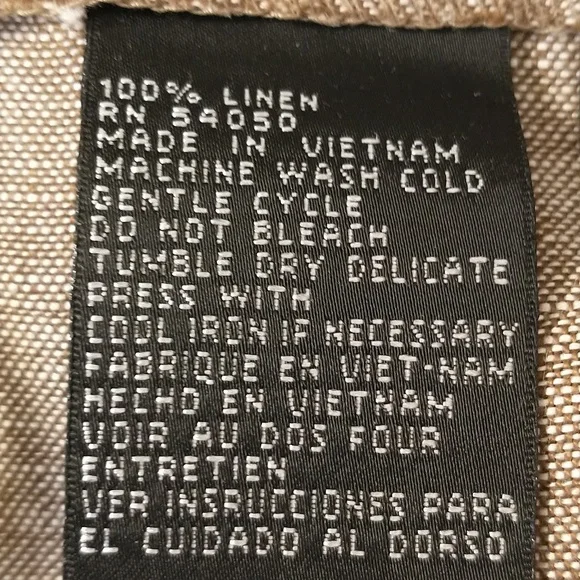 100% LINEN
RN 54050
MADE IN VIETNAM
MACHINE WASH COLD
GENTLE CYCLE
DO NOT BLEACH
TUMBLE DRY DELICATE
PRESS WITH
COOL IRON IF NECESSARY
FABRIQUE EN VIET-NAM
HECHO EN VIETNAM
VOIR AU DOS FOUR
ENTRETIEN
VER INSRUCCIONES PARA
EL CUIDADO AL DORSO